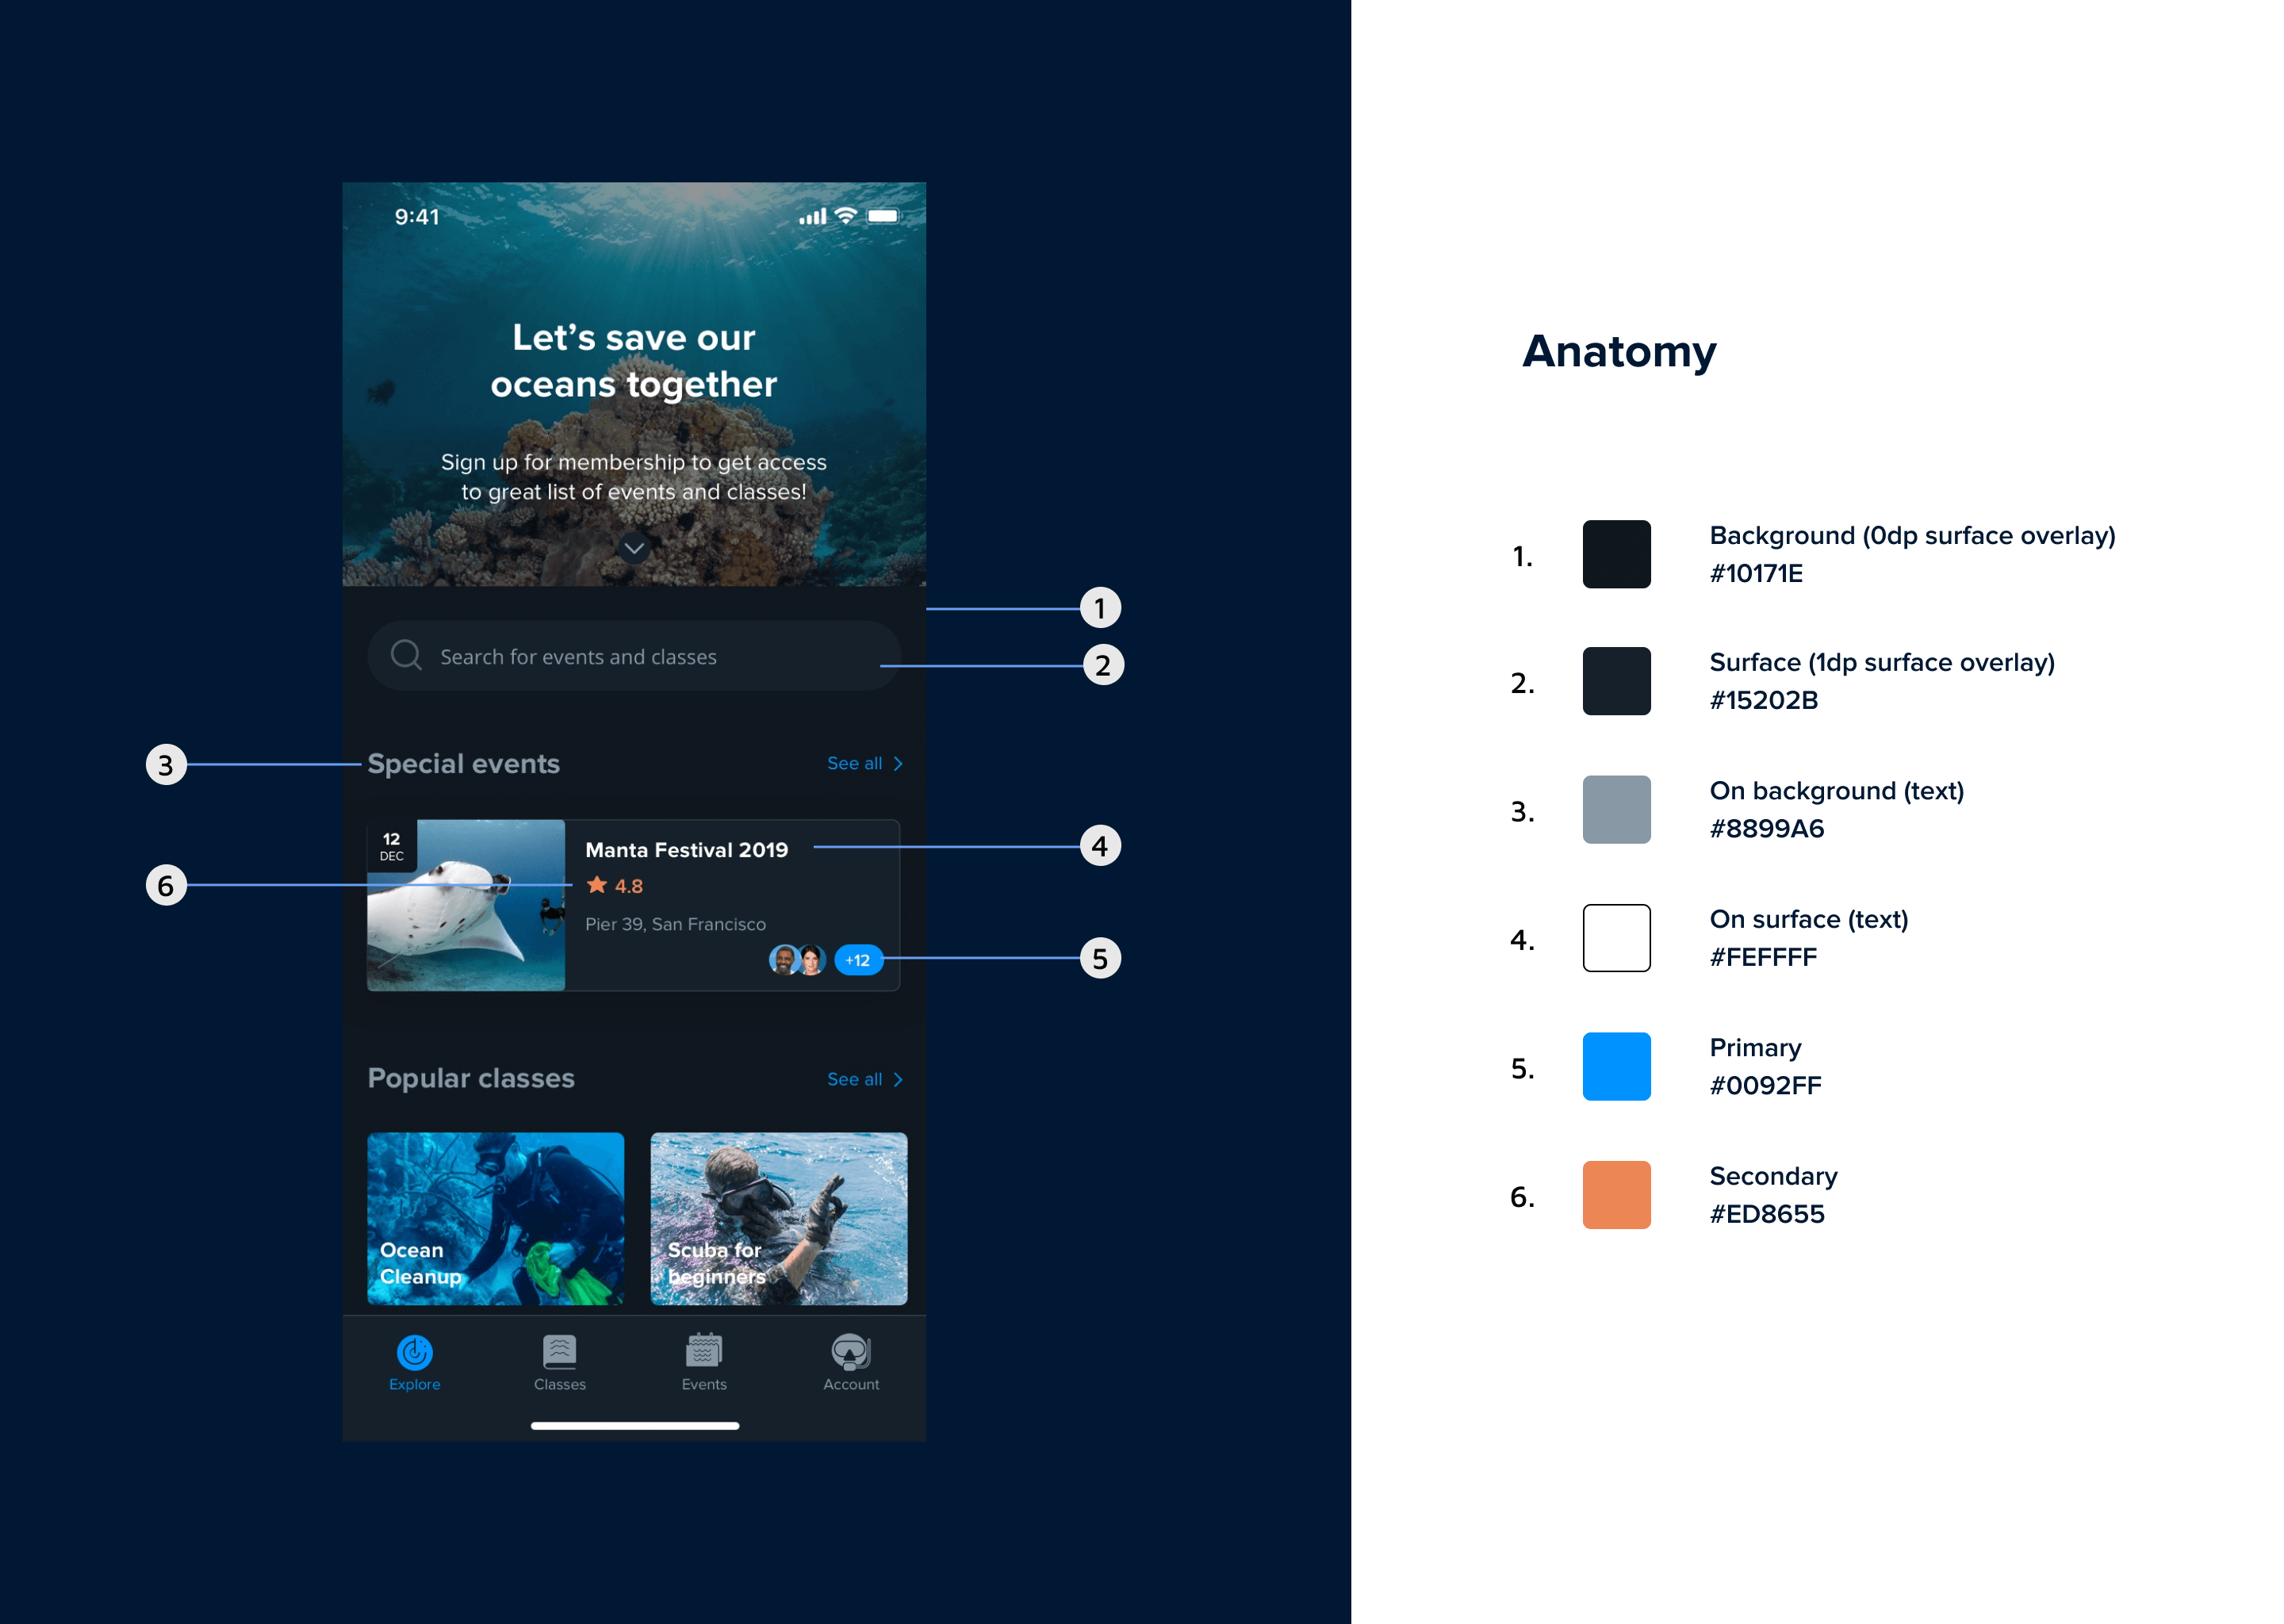 9:41
Let’s save our
oceans together
Sign up for membership to get access
to great list of events and classes!
1
Search for events and classes
2
3
Special events
See all
12
DEC
Manta Festival 2019
4
6
4.8
Pier 39, San Francisco
+12
5
Popular classes
See all
Ocean
Cleanup
Scuba for
beginners
Explore
Classes
Events
Account
Anatomy
1.
Background (0dp surface overlay)
#10171E
2.
Surface (1dp surface overlay)
#15202B
3.
On background (text)
#8899A6
4.
On surface (text)
#FEFFFF
5.
Primary
#0092FF
6.
Secondary
#ED8655